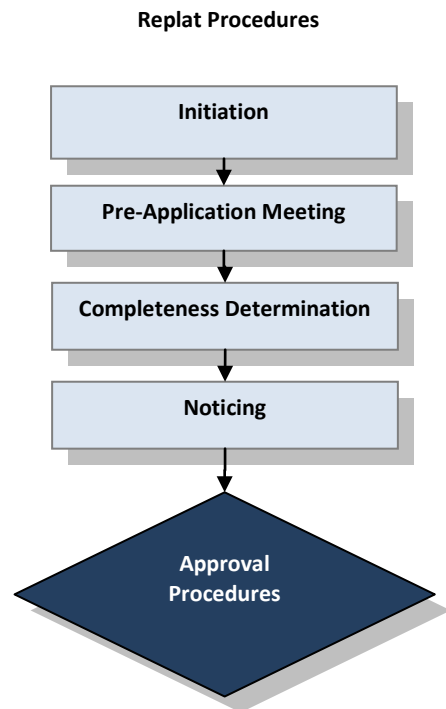 Replat Procedures
Initiation
Pre-Application Meeting
Completeness Determination
Noticing
Approval
Procedures